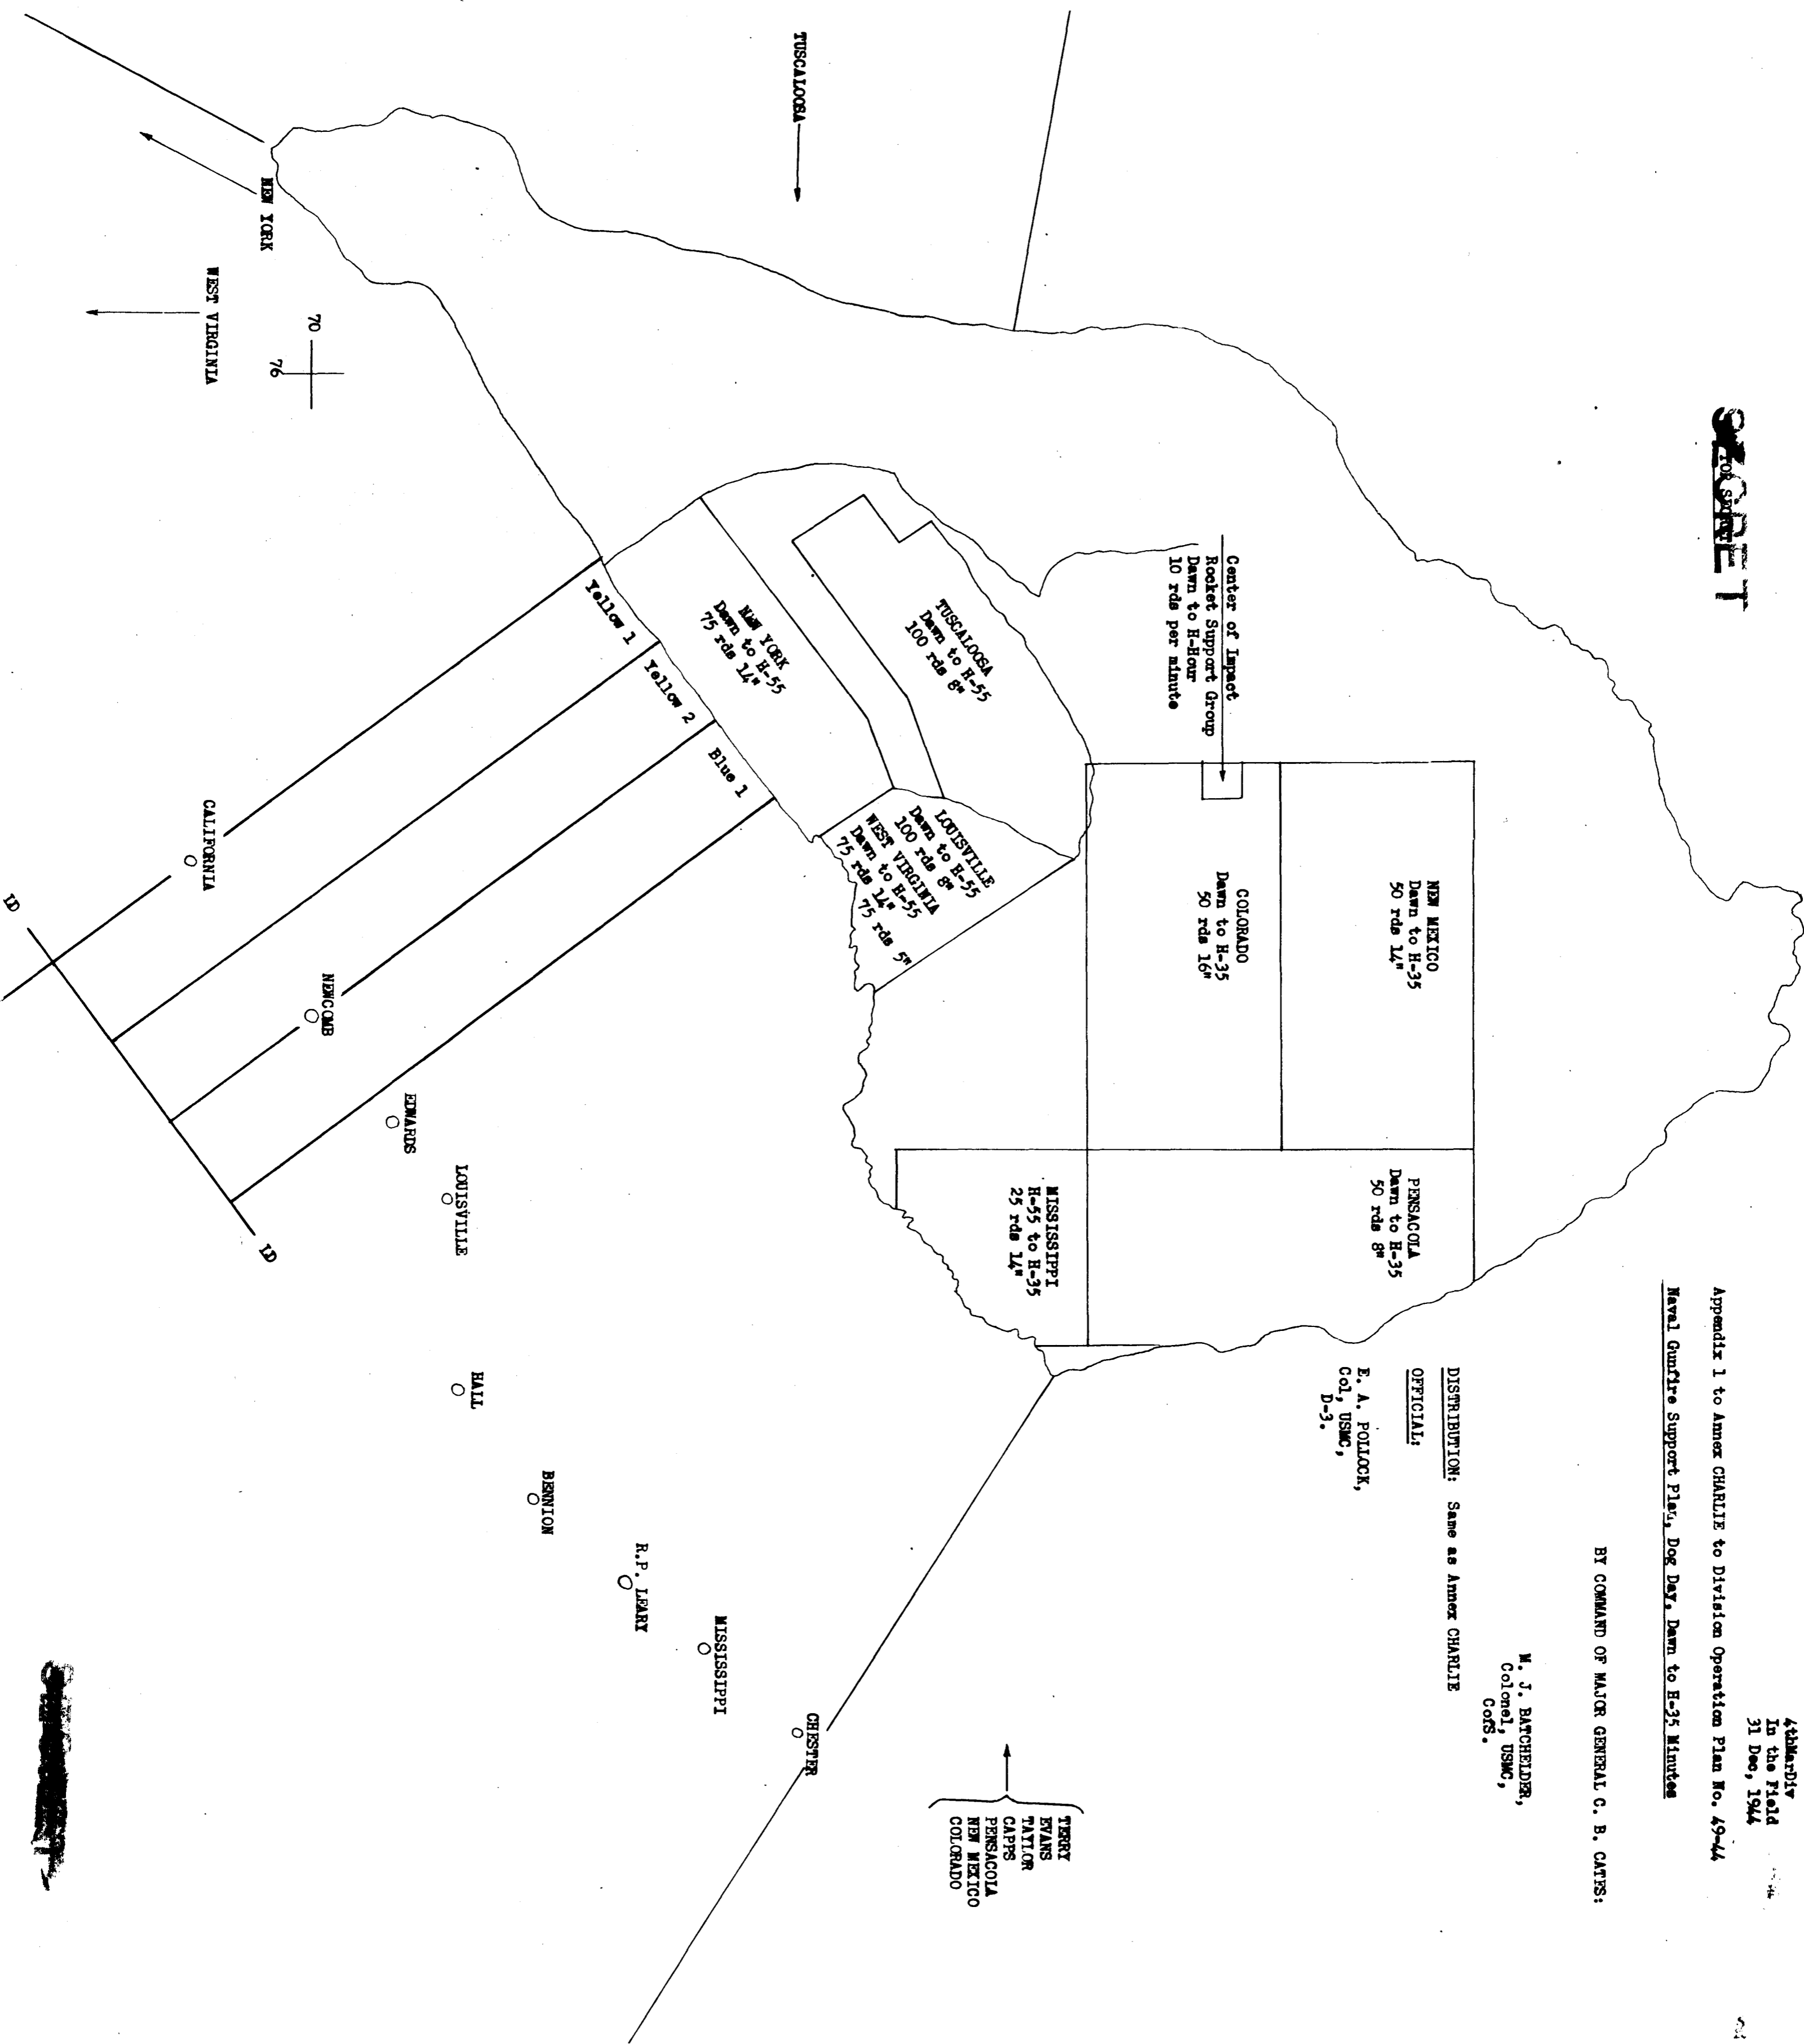 4thMarDiv
In the Field
31 Dec, 1944
Appendix 1 to Annex CHARLIE to Division Operation Plan No. 49-44
Naval Gunfire Support Plan, Dog Day, Dawn to H-35 Minutes
BY COMMAND OF MAJOR GENERAL C. B. CATES:
M. J. BATCHELDER,
Colonel, USMC,
CofS.
DISTRIBUTION: Same as Annex CHARLIE
OFFICIAL:
E. A. POLLOCK,
Col, USMC,
D-3.
SECRET
TOP SECRET
TUSCALOOSA
NEW YORK
WEST VIRGINIA
70
76
Center of Impact
Rocket Support Group
Dawn to H-Hour
10 rds per minute
NEW MEXICO
Dawn to H-35
50 rds 14"
COLORADO
Dawn to H-35
50 rds 16"
PENSACOLA
Dawn to H-35
50 rds 8"
MISSISSIPPI
H-55 to H-35
25 rds 14"
TUSCALOOSA
Dawn to H-55
100 rds 8"
NEW YORK
Dawn to H-55
75 rds 14"
LOUISVILLE
Dawn to H-55
100 rds 8"
WEST VIRGINIA
Dawn to H-55
75 rds 14"
75 rds 5"
Yellow 1
Yellow 2
Blue 1
CALIFORNIA
LD
NEWCOMB
EDWARDS
LOUISVILLE
LD
HALL
BENNION
R.P. LEARY
MISSISSIPPI
CHESTER
TERRY
EVANS
TAYLOR
CAPPS
PENSACOLA
NEW MEXICO
COLORADO